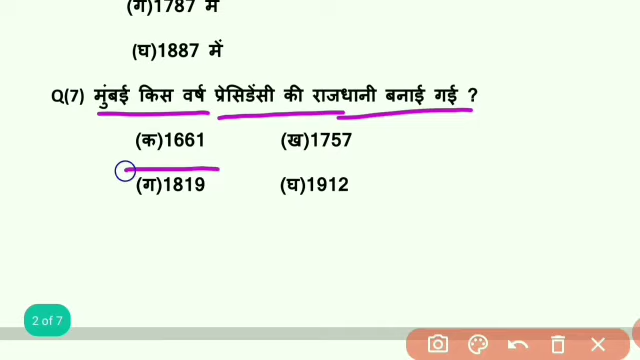 (ग)1787 में
(घ)1887 में
Q(7) मुंबई किस वर्ष प्रेसिडेंसी की राजधानी बनाई गई ?
(क)1661 (ख)1757
(ग)1819 (घ)1912
2 of 7